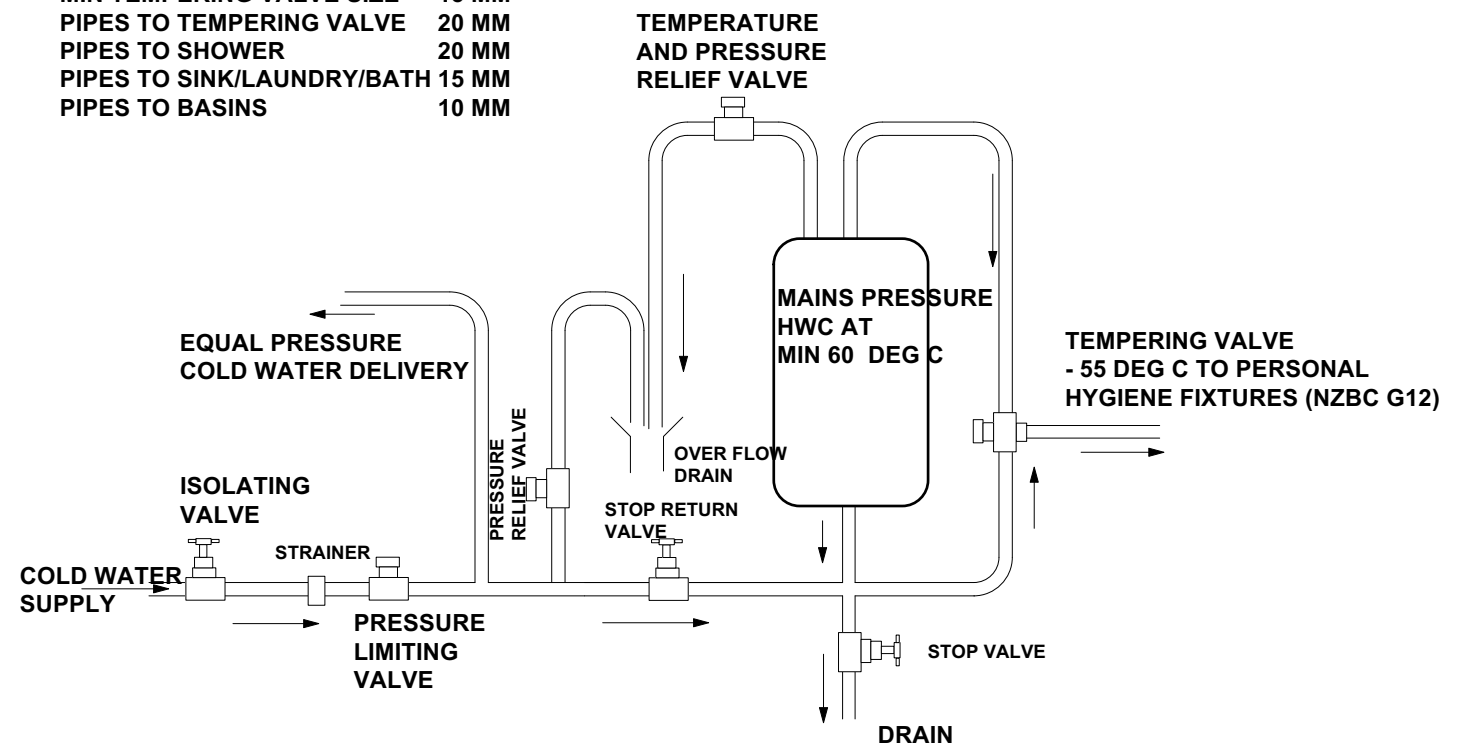 PIPES TO TEMPERING VALVE 20 MM
PIPES TO SHOWER 20 MM
PIPES TO SINK/LAUNDRY/BATH 15 MM
PIPES TO BASINS 10 MM
TEMPERATURE
AND PRESSURE
RELIEF VALVE
MAINS PRESSURE
HWC AT
MIN 60 DEG C
EQUAL PRESSURE
COLD WATER DELIVERY
TEMPERING VALVE
- 55 DEG C TO PERSONAL
HYGIENE FIXTURES (NZBC G12)
PRESSURE
RELIEF VALVE
OVER FLOW
DRAIN
ISOLATING
VALVE
STOP RETURN
VALVE
STRAINER
COLD WATER
SUPPLY
PRESSURE
LIMITING
VALVE
STOP VALVE
DRAIN